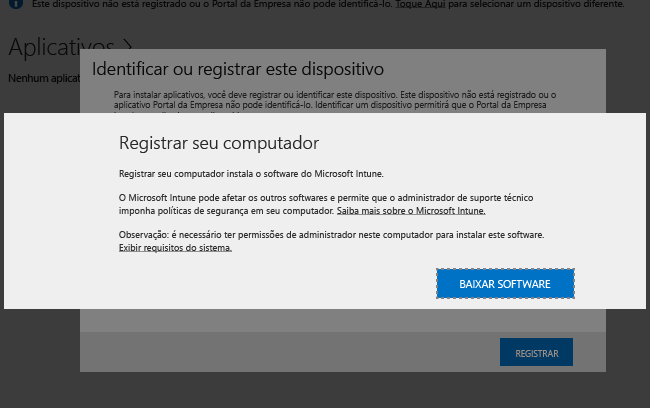 Este dispositivo não está registrado ou o Portal da Empresa não pode identificá-lo. Toque Aqui para selecionar um dispositivo diferente.
Aplicativos >
Nenhum aplicat
Identificar ou registrar este dispositivo
Para instalar aplicativos, você deve registrar ou identificar este dispositivo. Este dispositivo não está registrado ou o
aplicativo Portal da Empresa não pode identificá-lo. Identificar um dispositivo permitirá que o Portal da Empresa
Registrar seu computador
Registrar seu computador instala o software do Microsoft Intune.
O Microsoft Intune pode afetar os outros softwares e permite que o administrador de suporte técnico
imponha políticas de segurança em seu computador. Saiba mais sobre o Microsoft Intune.
Observação: é necessário ter permissões de administrador neste computador para instalar este software.
Exibir requisitos do sistema.
BAIXAR SOFTWARE
REGISTRAR